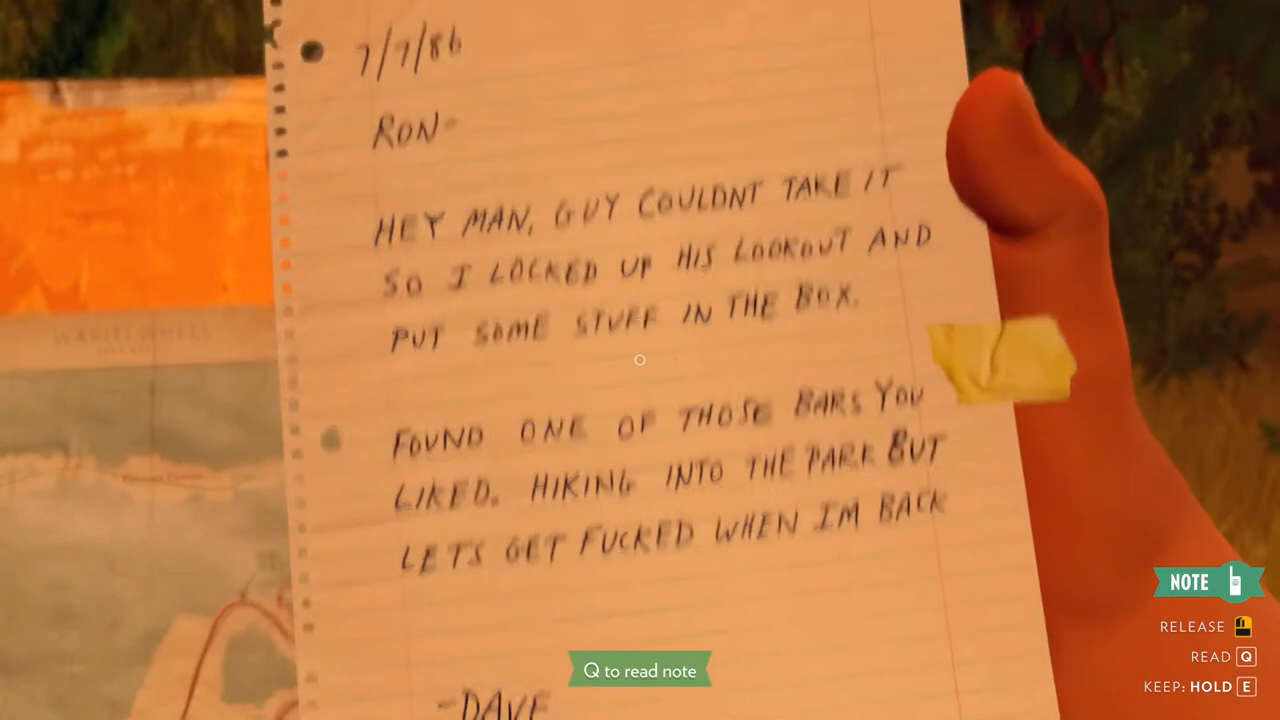 7/7/86
RON-
HEY MAN, GUY COULDNT TAKE IT
SO I LOCKED UP HIS LOOKOUT AND
PUT SOME STUFF IN THE BOX.
FOUND ONE OF THOSE BARS YOU
LIKED. HIKING INTO THE PARK BUT
LETS GET FUCKED WHEN IM BACK
-DAVE
WAPITI WHEEL
NOTE
RELEASE
READ Q
KEEP: HOLD E
Q to read note